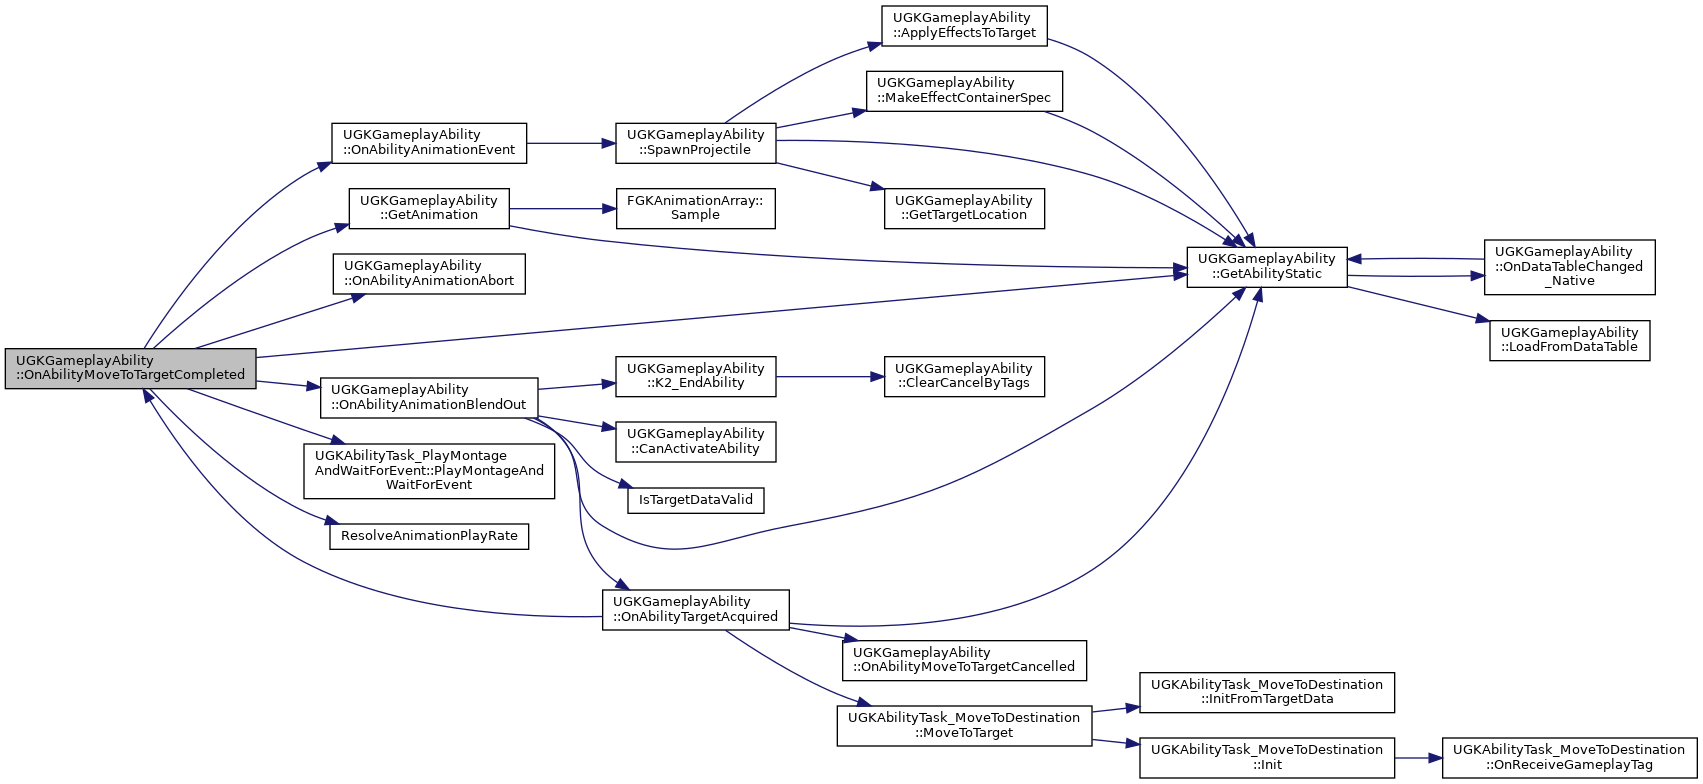 UGKGameplayAbility
::ApplyEffectsToTarget
UGKGameplayAbility
::MakeEffectContainerSpec
UGKGameplayAbility
::OnAbilityAnimationEvent
UGKGameplayAbility
::SpawnProjectile
UGKGameplayAbility
::GetAnimation
FGKAnimationArray::
Sample
UGKGameplayAbility
::GetTargetLocation
UGKGameplayAbility
::OnAbilityAnimationAbort
UGKGameplayAbility
::GetAbilityStatic
UGKGameplayAbility
::OnDataTableChanged
_Native
UGKGameplayAbility
::LoadFromDataTable
UGKGameplayAbility
::OnAbilityMoveToTargetCompleted
UGKGameplayAbility
::OnAbilityAnimationBlendOut
UGKGameplayAbility
::K2_EndAbility
UGKGameplayAbility
::ClearCancelByTags
UGKGameplayAbility
::CanActivateAbility
UGKAbilityTask_PlayMontage
AndWaitForEvent::PlayMontageAnd
WaitForEvent
IsTargetDataValid
ResolveAnimationPlayRate
UGKGameplayAbility
::OnAbilityTargetAcquired
UGKGameplayAbility
::OnAbilityMoveToTargetCancelled
UGKAbilityTask_MoveToDestination
::MoveToTarget
UGKAbilityTask_MoveToDestination
::InitFromTargetData
UGKAbilityTask_MoveToDestination
::Init
UGKAbilityTask_MoveToDestination
::OnReceiveGameplayTag